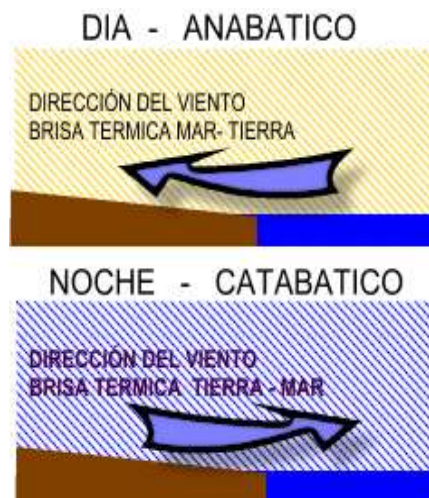 DIA - ANABATICO
DIRECCIÓN DEL VIENTO
BRISA TERMICA MAR- TIERRA
NOCHE - CATABATICO
DIRECCIÓN DEL VIENTO
BRISA TERMICA TIERRA - MAR